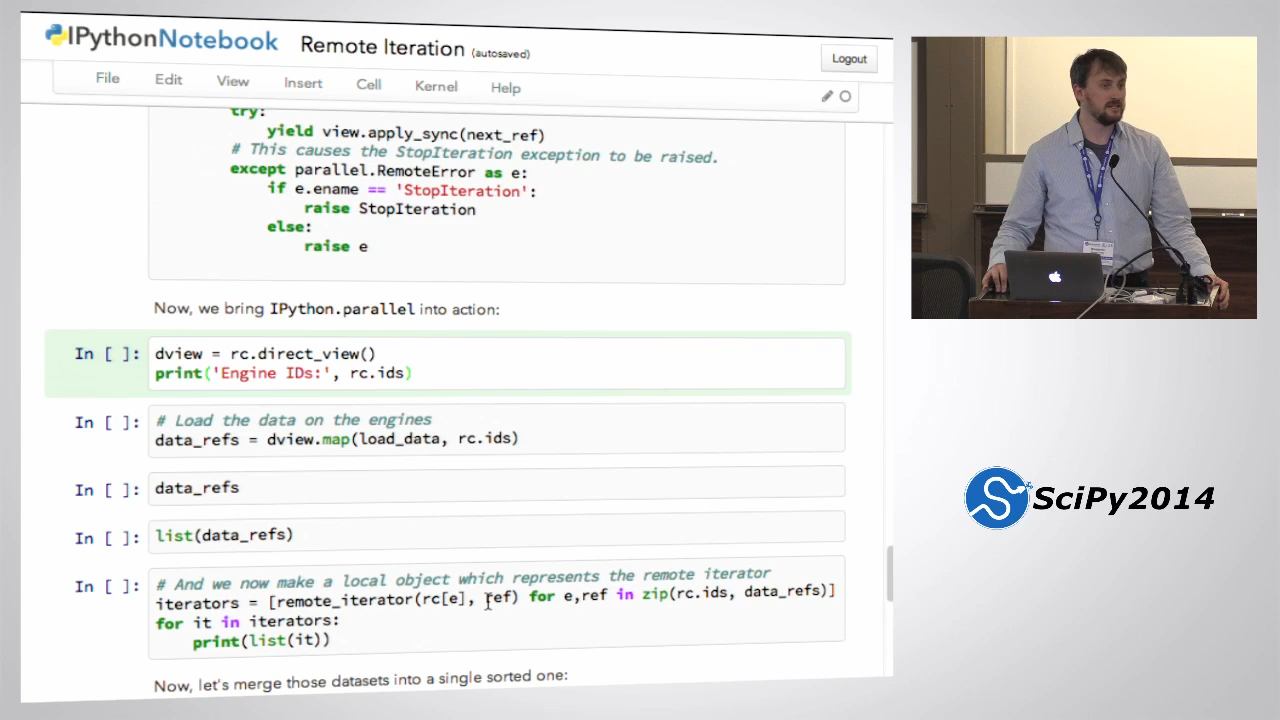 IPythonNotebook Remote Iteration (autosaved)
Logout
File Edit View Insert Cell Kernel Help
try:
yield view.apply_sync(next_ref)
# This causes the StopIteration exception to be raised.
except parallel.RemoteError as e:
if e.ename == 'StopIteration':
raise StopIteration
else:
raise e
Now, we bring IPython.parallel into action:
In [ ]: dview = rc.direct_view()
print('Engine IDs:', rc.ids)
In [ ]: # Load the data on the engines
data_refs = dview.map(load_data, rc.ids)
In [ ]: data_refs
In [ ]: list(data_refs)
In [ ]: # And we now make a local object which represents the remote iterator
iterators = [remote_iterator(rc[e], ref) for e,ref in zip(rc.ids, data_refs)]
for it in iterators:
print(list(it))
Now, let's merge those datasets into a single sorted one:
SciPy2014